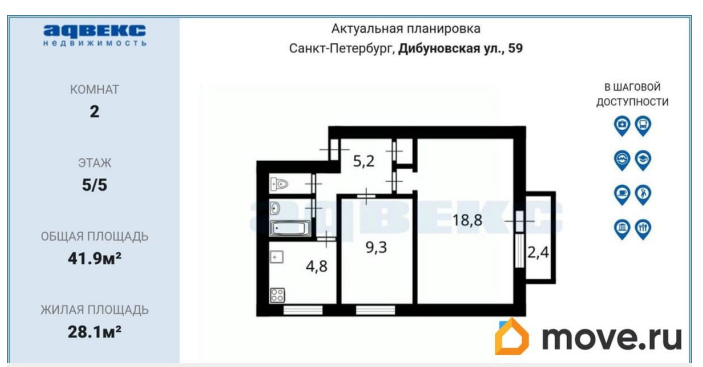 адвекс
НЕДВИЖИМОСТЬ
КОМНАТ
2
ЭТАЖ
5/5
ОБЩАЯ ПЛОЩАДЬ
41.9м²
ЖИЛАЯ ПЛОЩАДЬ
28.1м²
Актуальная планировка
Санкт-Петербург, Дибуновская ул., 59
5,2
18,8
9,3
4,8
2,4
адвекс
В ШАГОВОЙ
ДОСТУПНОСТИ
move.ru